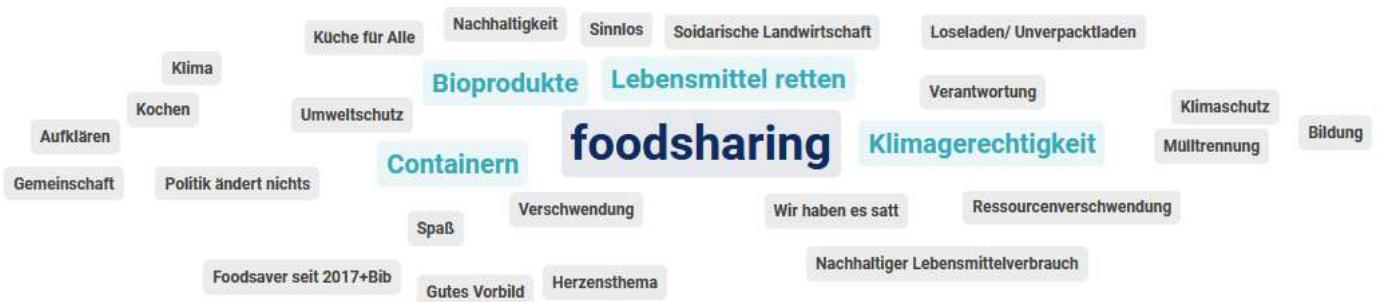 Nachhaltigkeit
Sinnlos
Soidarische Landwirtschaft
Loseladen/ Unverpacktladen
Küche für Alle
Klima
Bioprodukte
Lebensmittel retten
Verantwortung
Kochen
Umweltschutz
Klimaschutz
Aufklären
foodsharing
Klimagerechtigkeit
Mülltrennung
Bildung
Containern
Gemeinschaft
Politik ändert nichts
Verschwendung
Wir haben es satt
Ressourcenverschwendung
Spaß
Foodsaver seit 2017+Bib
Gutes Vorbild
Herzensthema
Nachhaltiger Lebensmittelverbrauch